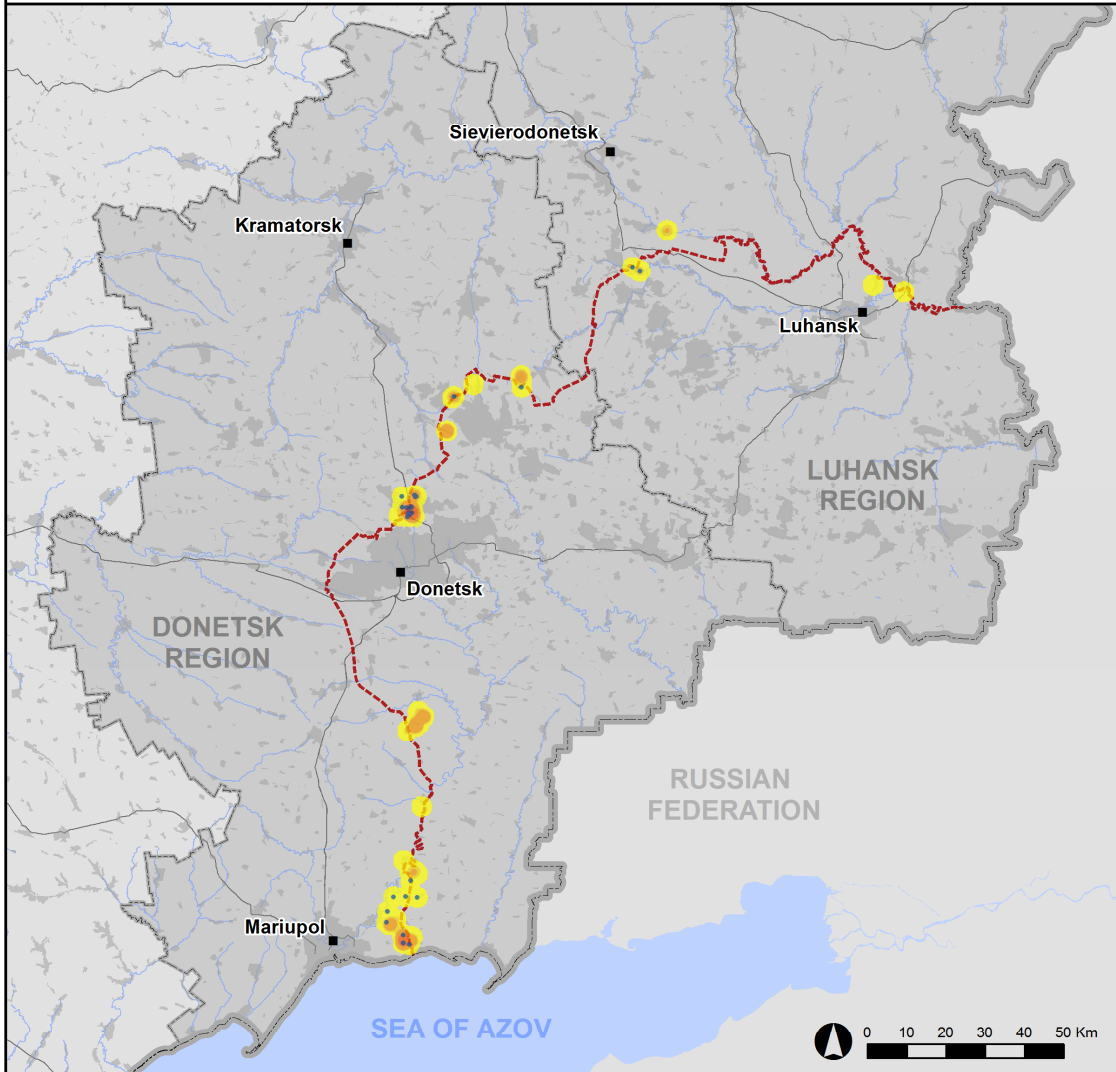 Sievierodonetsk
Kramatorsk
Luhansk
LUHANSK
REGION
Donetsk
DONETSK
REGION
RUSSIAN
FEDERATION
Mariupol
SEA OF AZOV
0 10 20 30 40 50 Km